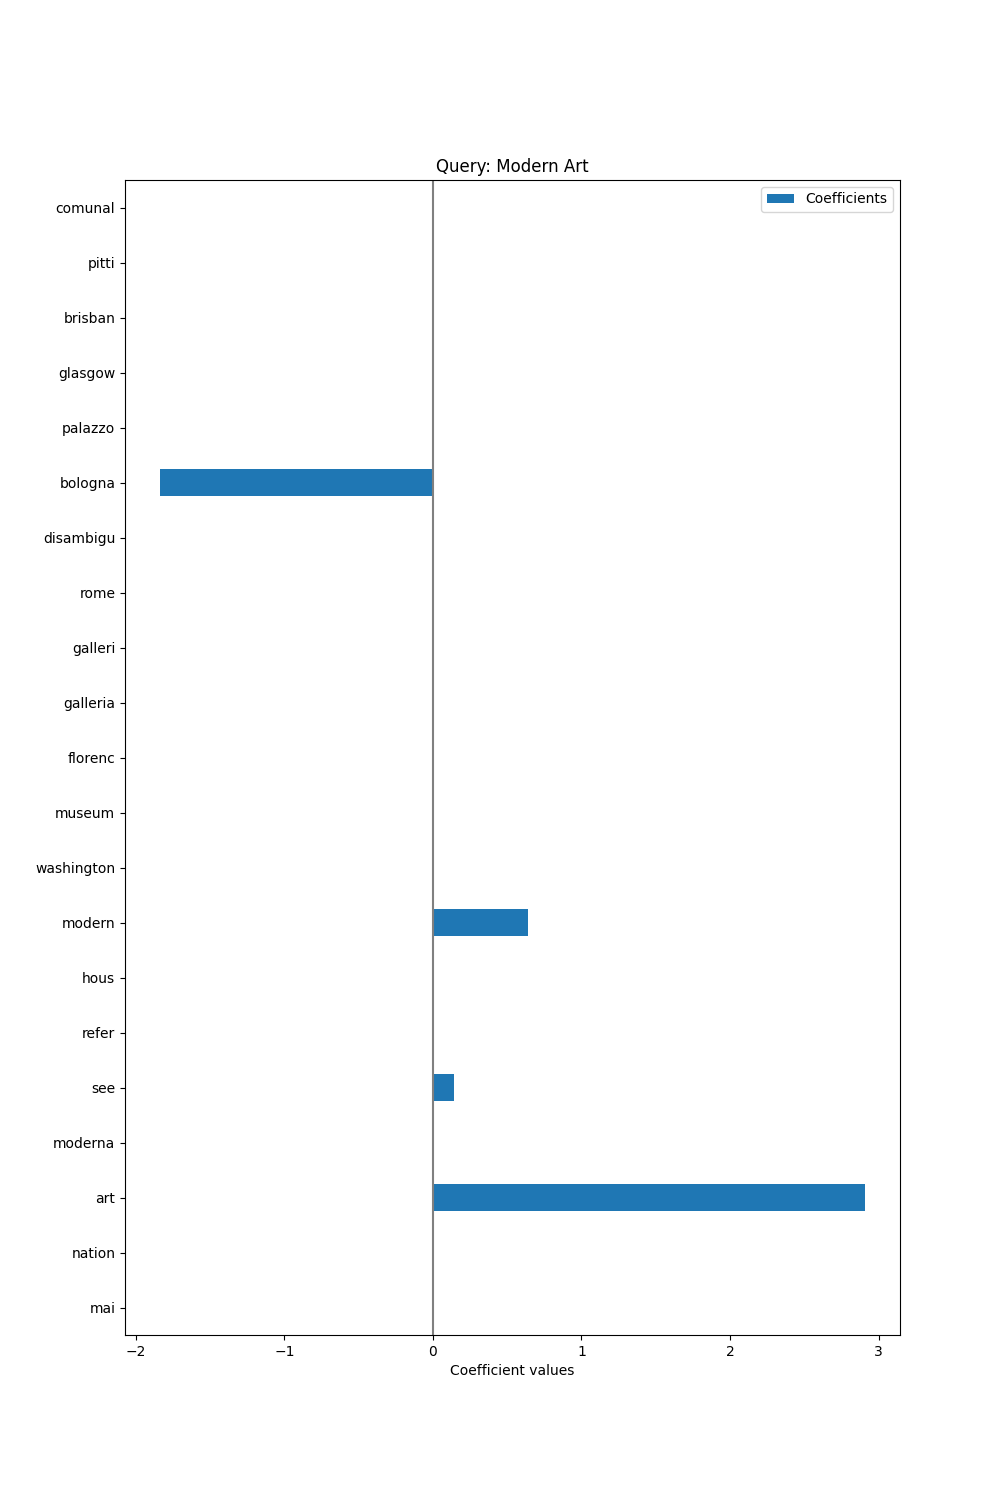 Query: Modern Art
Coefficients
comunal
pitti
brisban
glasgow
palazzo
bologna
disambigu
rome
galleri
galleria
florenc
museum
washington
modern
hous
refer
see
moderna
art
nation
mai
−2 −1 0 1 2 3
Coefficient values